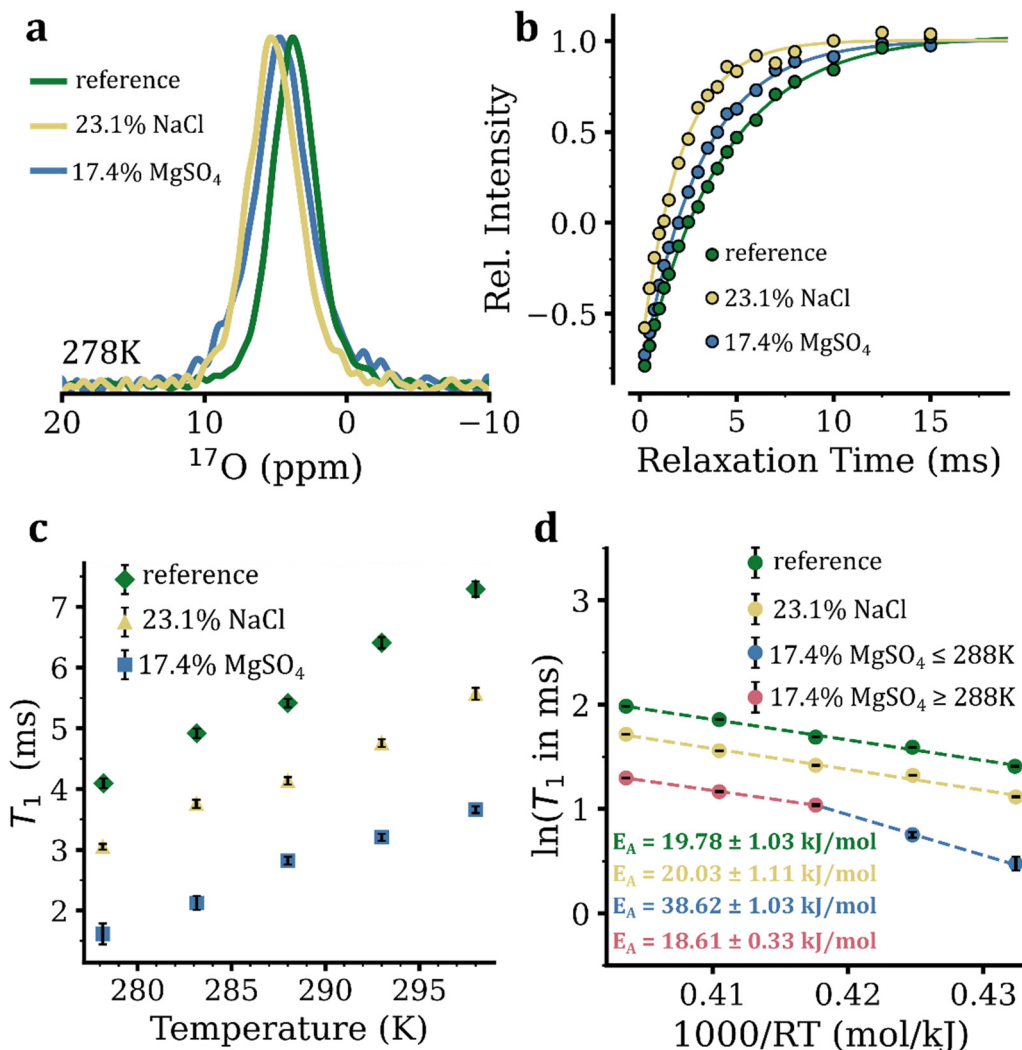 a
reference
23.1% NaCl
17.4% MgSO₄
278K
20
10
0
−10
¹⁷O (ppm)
b
Rel. Intensity
1.0
0.5
0.0
−0.5
reference
23.1% NaCl
17.4% MgSO₄
0
5
10
15
Relaxation Time (ms)
c
T₁ (ms)
7
6
5
4
3
2
reference
23.1% NaCl
17.4% MgSO₄
280
285
290
295
Temperature (K)
d
ln(T₁ in ms)
3
2
1
0
reference
23.1% NaCl
17.4% MgSO₄ ≤ 288K
17.4% MgSO₄ ≥ 288K
E_A = 19.78 ± 1.03 kJ/mol
E_A = 20.03 ± 1.11 kJ/mol
E_A = 38.62 ± 1.03 kJ/mol
E_A = 18.61 ± 0.33 kJ/mol
0.41
0.42
0.43
1000/RT (mol/kJ)